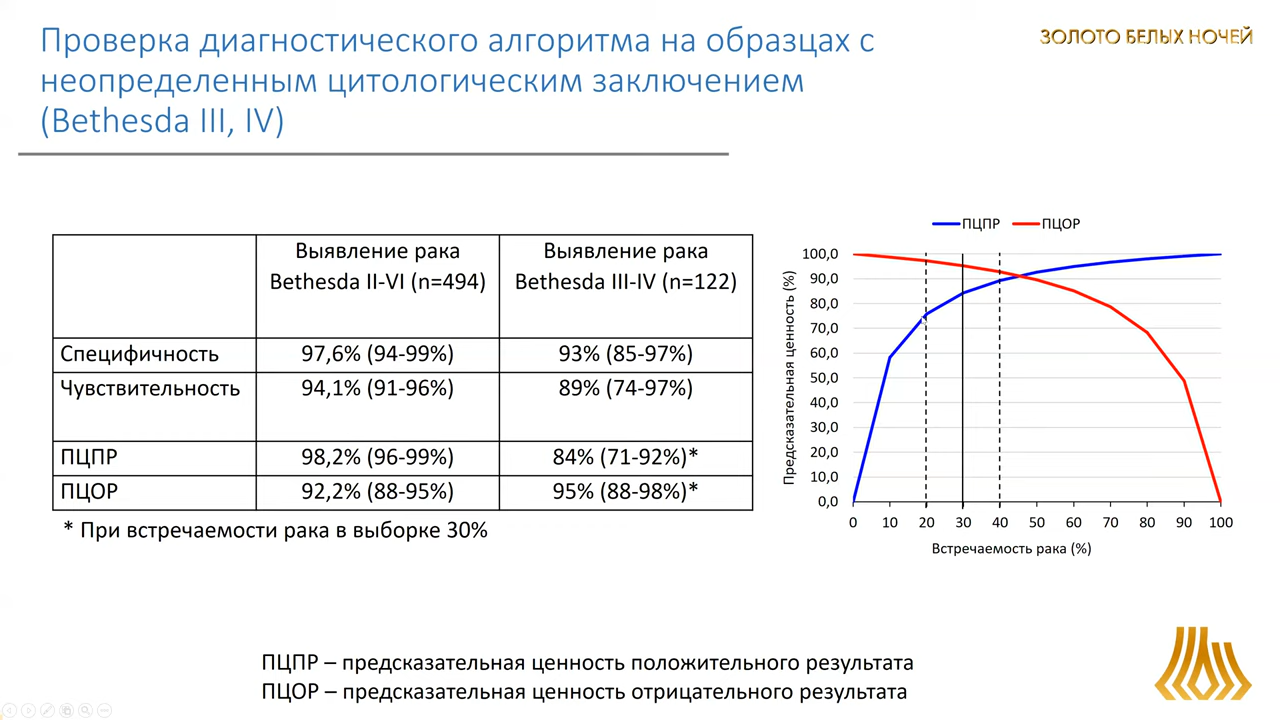 Проверка диагностического алгоритма на образцах с
неопределенным цитологическим заключением
(Bethesda III, IV)
ЗОЛОТО БЕЛЫХ НОЧЕЙ
Выявление рака
Bethesda II-VI (n=494)
Выявление рака
Bethesda III-IV (n=122)
Специфичность 97,6% (94-99%) 93% (85-97%)
Чувствительность 94,1% (91-96%) 89% (74-97%)
ПЦПР 98,2% (96-99%) 84% (71-92%)*
ПЦОР 92,2% (88-95%) 95% (88-98%)*
* При встречаемости рака в выборке 30%
ПЦПР ПЦОР
Предсказательная ценность (%)
100,0
90,0
80,0
70,0
60,0
50,0
40,0
30,0
20,0
10,0
0,0
0 10 20 30 40 50 60 70 80 90 100
Встречаемость рака (%)
ПЦПР – предсказательная ценность положительного результата
ПЦОР – предсказательная ценность отрицательного результата